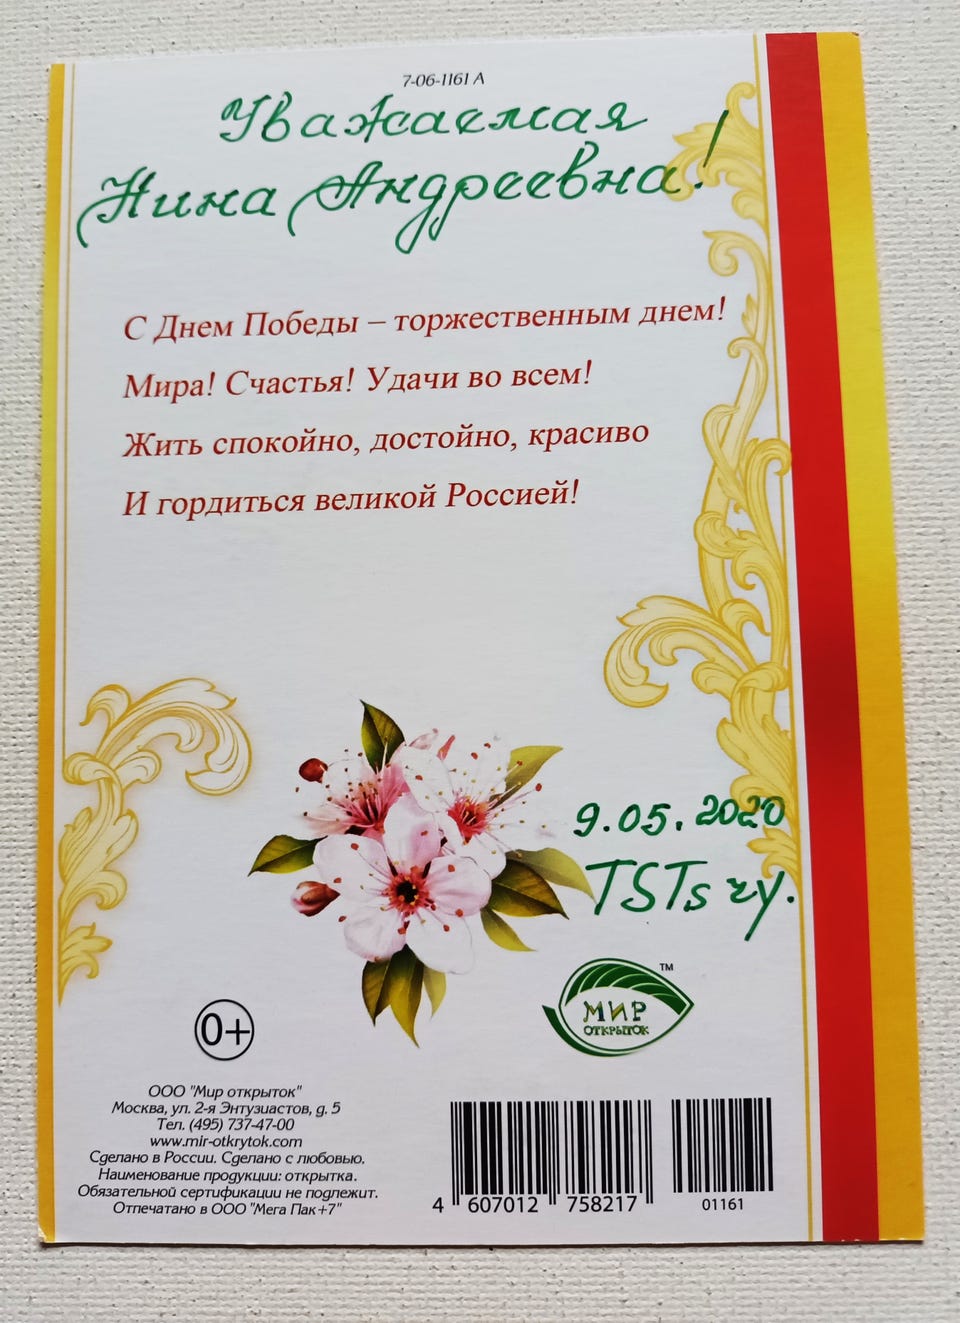 7-06-1161 А
Уважаемая
Нина Андреевна!
С Днем Победы – торжественным днем!
Мира! Счастья! Удачи во всем!
Жить спокойно, достойно, красиво
И гордиться великой Россией!
9.05.2020
TSTs
МИР
ОТКРЫТОК
TM
0+
ООО "Мир открыток"
Москва, ул. 2-я Энтузиастов, д. 5
Тел. (495) 737-47-00
www.mir-otkrytok.com
Сделано в России. Сделано с любовью.
Наименование продукции: открытка.
Обязательной сертификации не подлежит.
Отпечатано в ООО "Мега Пак+7"
4 607012 758217
01161